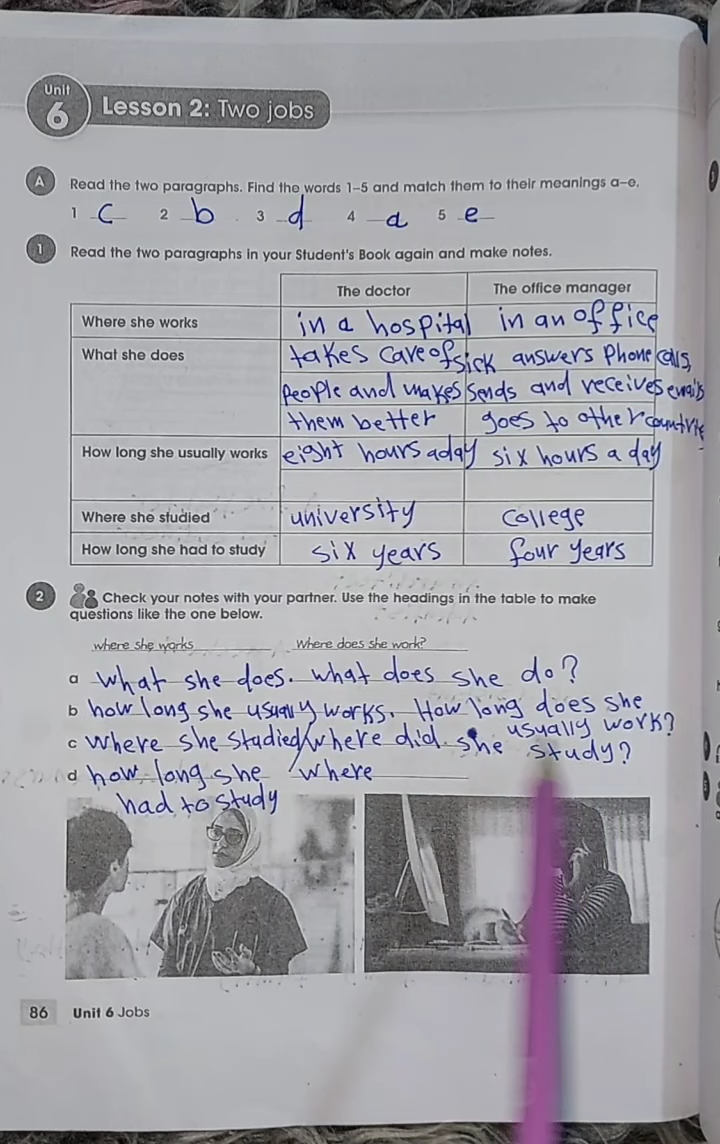 Unit
6
Lesson 2: Two jobs
A Read the two paragraphs. Find the words 1–5 and match them to their meanings a–e.
1 c 2 b 3 d 4 a 5 e
1 Read the two paragraphs in your Student's Book again and make notes.
The doctor The office manager
Where she works in a hospital in an office
What she does takes care of sick answers phone calls,
people and makes sends and receives emails
them better goes to other countries
How long she usually works eight hours a day six hours a day
Where she studied university college
How long she had to study six years four years
2 Check your notes with your partner. Use the headings in the table to make
questions like the one below.
where she works Where does she work?
a what she does. what does she do?
b how long she usually works. How long does she
usually work?
c where she studied/where did she study?
d how long she / where
had to study
86 Unit 6 Jobs